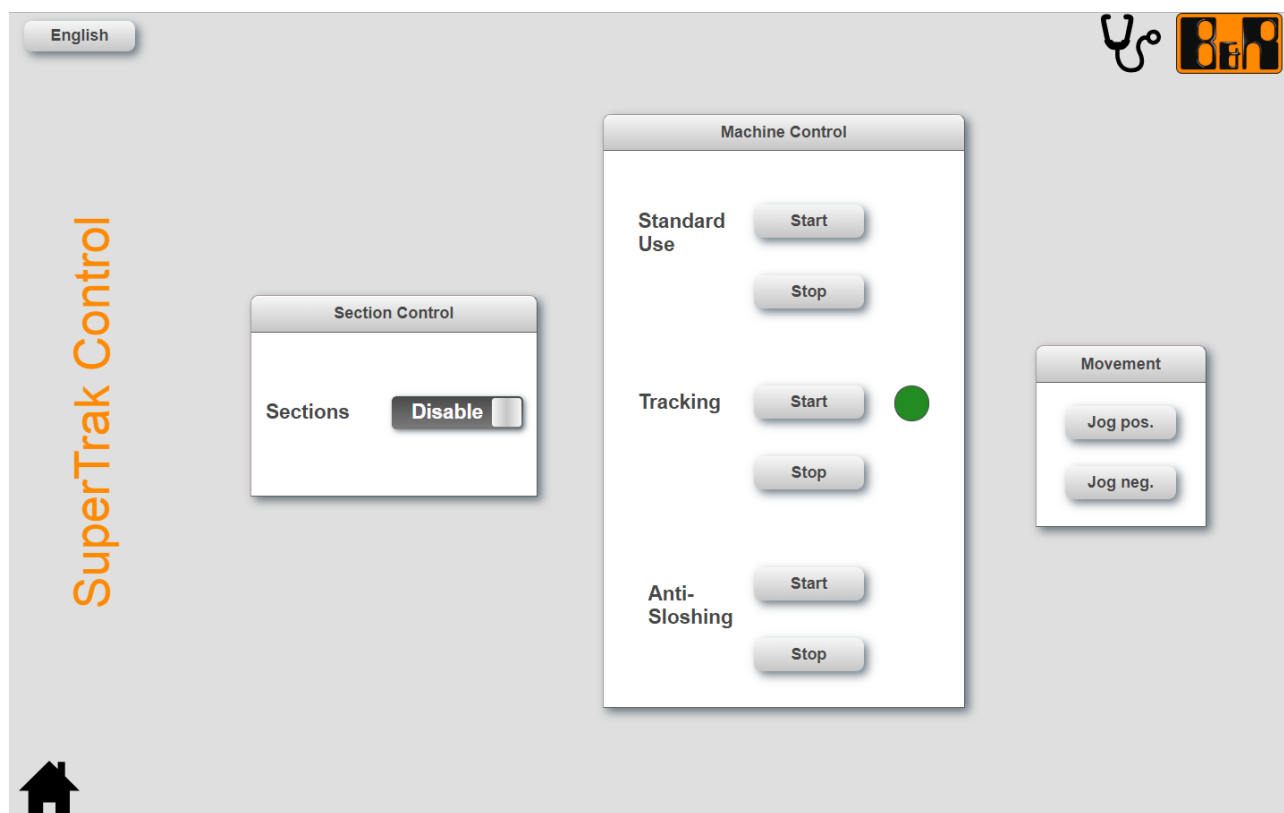 English
B&R
SuperTrak Control
Section Control
Sections
Disable
Machine Control
Standard
Use
Start
Stop
Tracking
Start
Stop
Anti-
Sloshing
Start
Stop
Movement
Jog pos.
Jog neg.